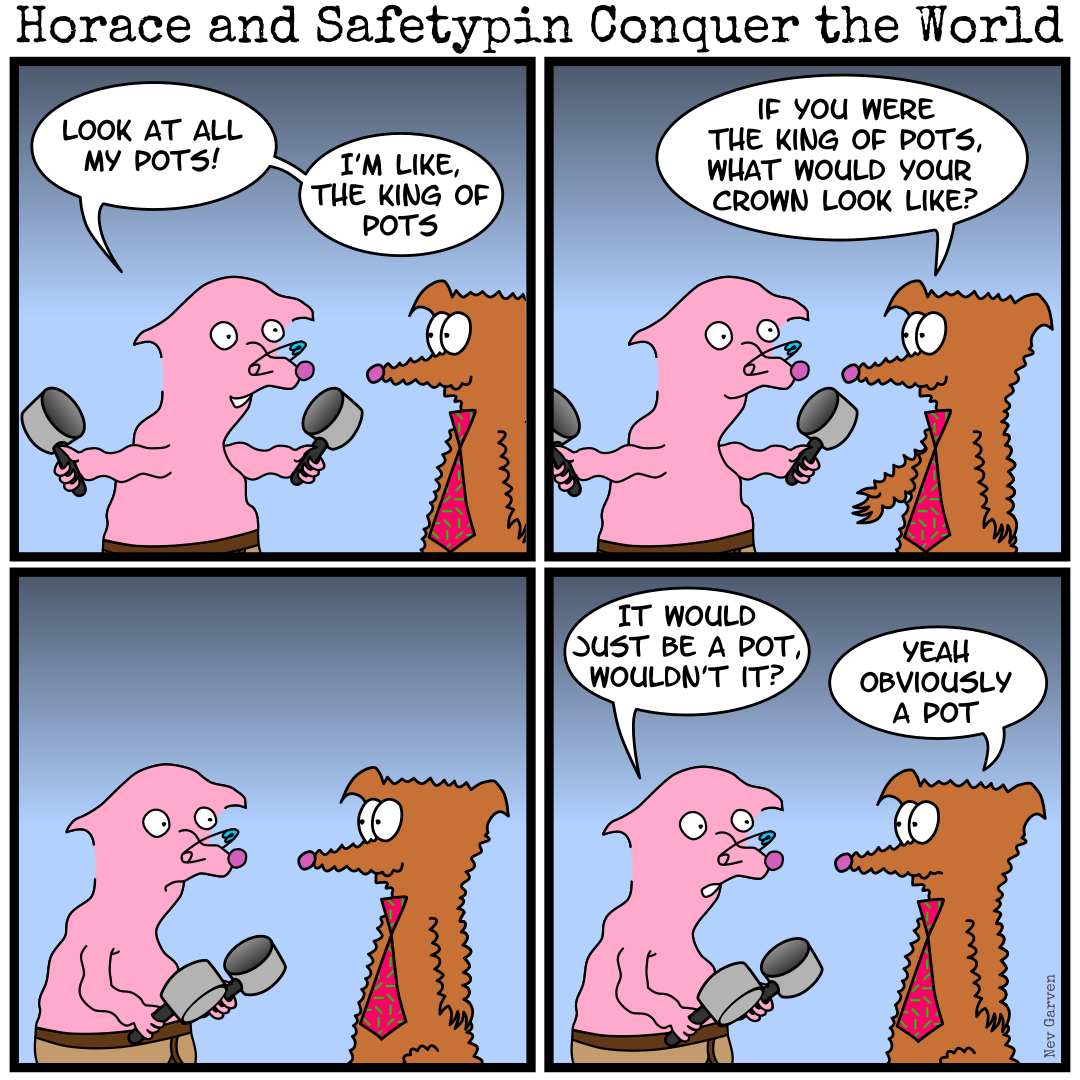 Horace and Safetypin Conquer the World
LOOK AT ALL
MY POTS!
I'M LIKE,
THE KING OF
POTS
IF YOU WERE
THE KING OF POTS,
WHAT WOULD YOUR
CROWN LOOK LIKE?
IT WOULD
JUST BE A POT,
WOULDN'T IT?
YEAH
OBVIOUSLY
A POT
Nev Garven